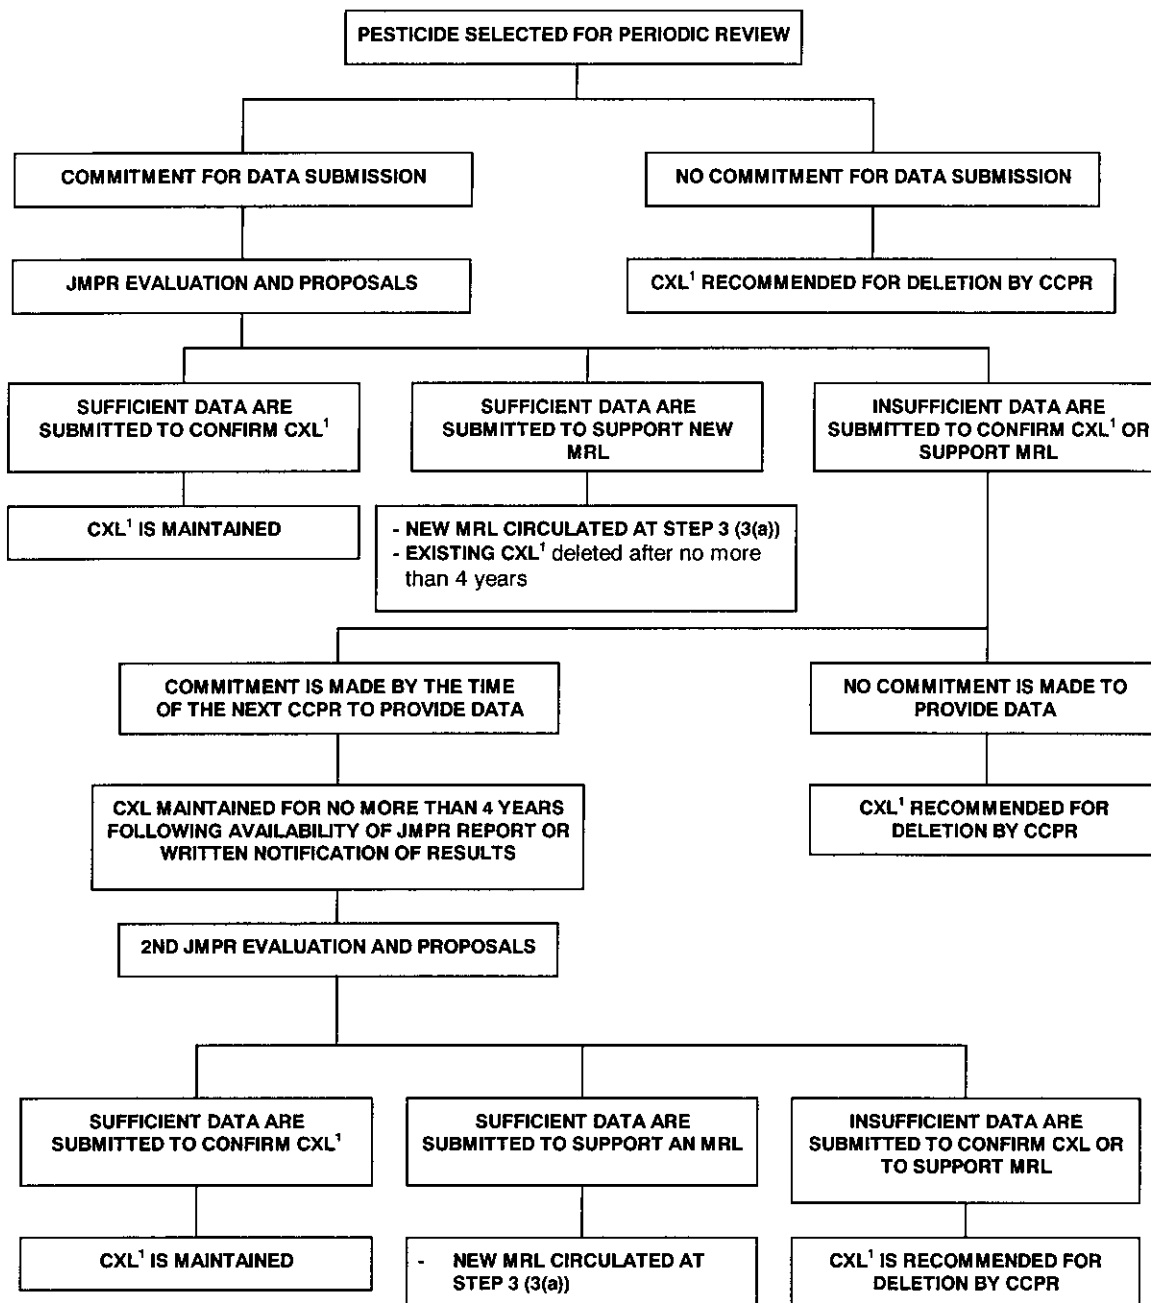 PESTICIDE SELECTED FOR PERIODIC REVIEW
COMMITMENT FOR DATA SUBMISSION
NO COMMITMENT FOR DATA SUBMISSION
JMPR EVALUATION AND PROPOSALS
CXL¹ RECOMMENDED FOR DELETION BY CCPR
SUFFICIENT DATA ARE
SUBMITTED TO CONFIRM CXL¹
SUFFICIENT DATA ARE
SUBMITTED TO SUPPORT NEW
MRL
INSUFFICIENT DATA ARE
SUBMITTED TO CONFIRM CXL¹ OR
SUPPORT MRL
CXL¹ IS MAINTAINED
- NEW MRL CIRCULATED AT STEP 3 (3(a))
- EXISTING CXL¹ deleted after no more
than 4 years
COMMITMENT IS MADE BY THE TIME
OF THE NEXT CCPR TO PROVIDE DATA
NO COMMITMENT IS MADE TO
PROVIDE DATA
CXL MAINTAINED FOR NO MORE THAN 4 YEARS
FOLLOWING AVAILABILITY OF JMPR REPORT OR
WRITTEN NOTIFICATION OF RESULTS
CXL¹ RECOMMENDED FOR
DELETION BY CCPR
2ND JMPR EVALUATION AND PROPOSALS
SUFFICIENT DATA ARE
SUBMITTED TO CONFIRM CXL¹
SUFFICIENT DATA ARE
SUBMITTED TO SUPPORT AN MRL
INSUFFICIENT DATA ARE
SUBMITTED TO CONFIRM CXL OR
TO SUPPORT MRL
CXL¹ IS MAINTAINED
- NEW MRL CIRCULATED AT
STEP 3 (3(a))
CXL¹ IS RECOMMENDED FOR
DELETION BY CCPR